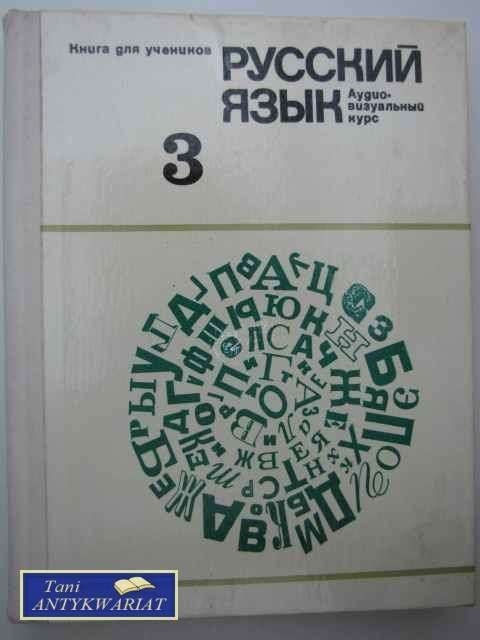 Книга для учеников
РУССКИЙ
ЯЗЫК
Аудио-
визуальный
курс
3
Tani
ANTYKWARIAT